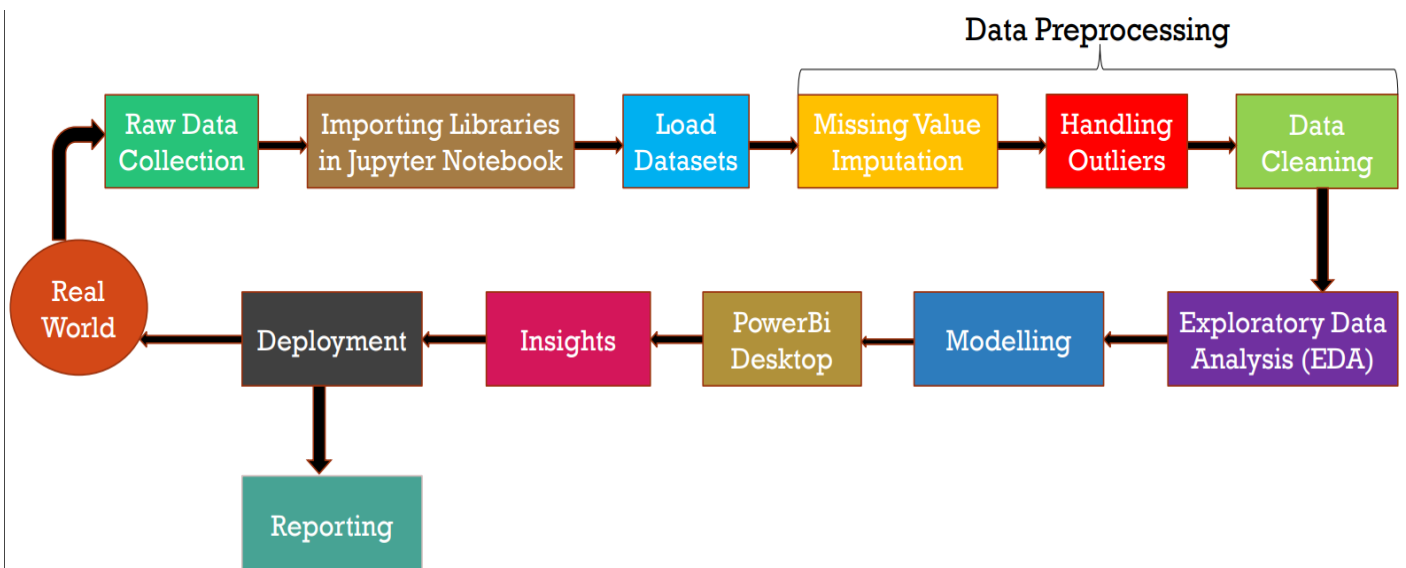 Data Preprocessing
Raw Data
Collection
Importing Libraries
in Jupyter Notebook
Load
Datasets
Missing Value
Imputation
Handling
Outliers
Data
Cleaning
Real
World
Deployment
Insights
PowerBi
Desktop
Modelling
Exploratory Data
Analysis (EDA)
Reporting